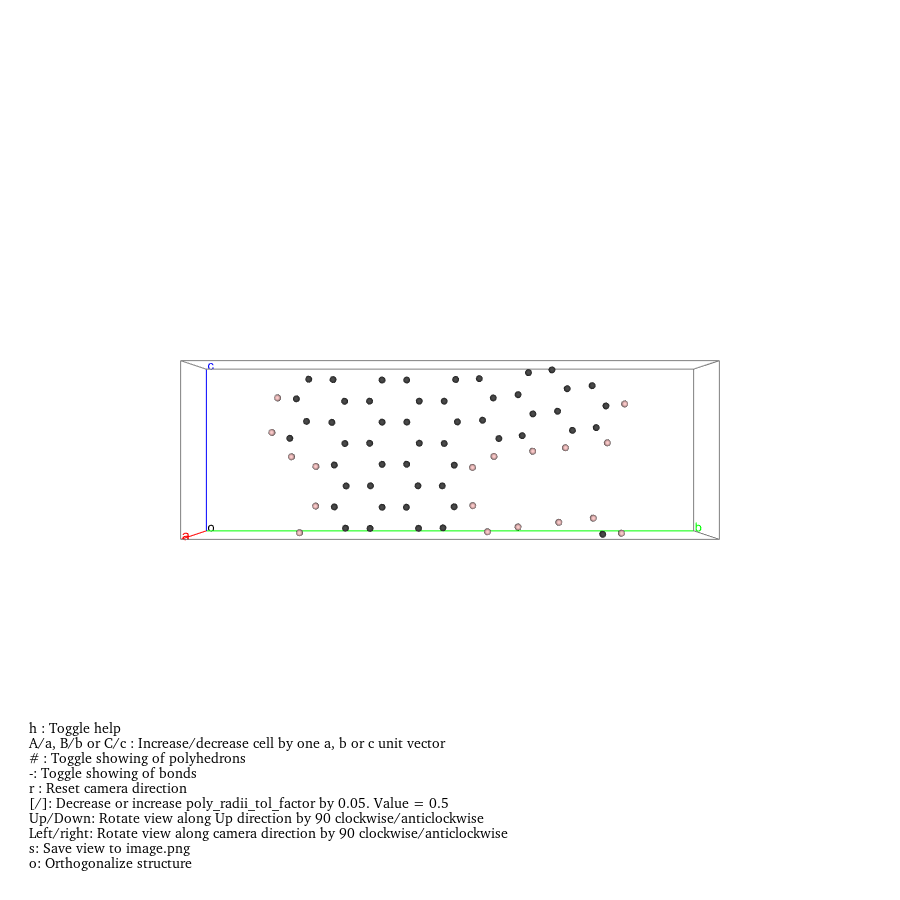 c
o
b
a
h : Toggle help
A/a, B/b or C/c : Increase/decrease cell by one a, b or c unit vector
# : Toggle showing of polyhedrons
-: Toggle showing of bonds
r : Reset camera direction
[/]: Decrease or increase poly_radii_tol_factor by 0.05. Value = 0.5
Up/Down: Rotate view along Up direction by 90 clockwise/anticlockwise
Left/right: Rotate view along camera direction by 90 clockwise/anticlockwise
s: Save view to image.png
o: Orthogonalize structure